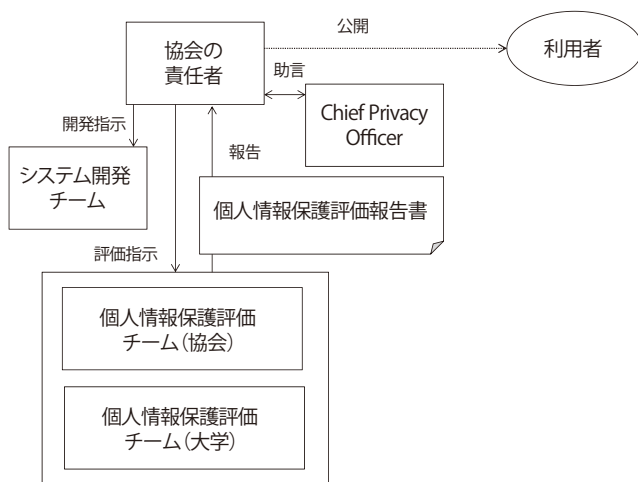 公開
協会の
責任者
利用者
助言
Chief Privacy
Officer
開発指示
報告
システム開発
チーム
個人情報保護評価報告書
評価指示
個人情報保護評価
チーム(協会)
個人情報保護評価
チーム(大学)